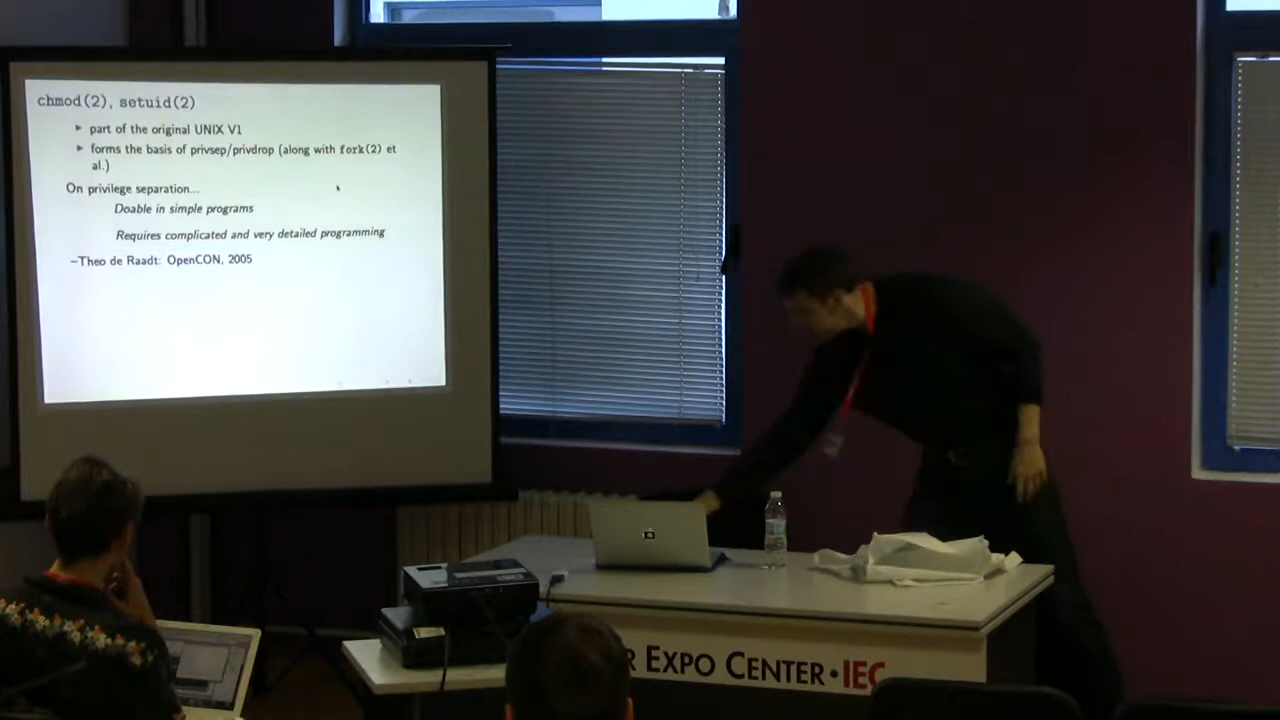 chmod(2), setuid(2)
▶ part of the original UNIX V1
▶ forms the basis of privsep/privdrop (along with fork(2) et
al.)
On privilege separation...
Doable in simple programs
Requires complicated and very detailed programming
–Theo de Raadt: OpenCON, 2005
R EXPO CENTER·IEC